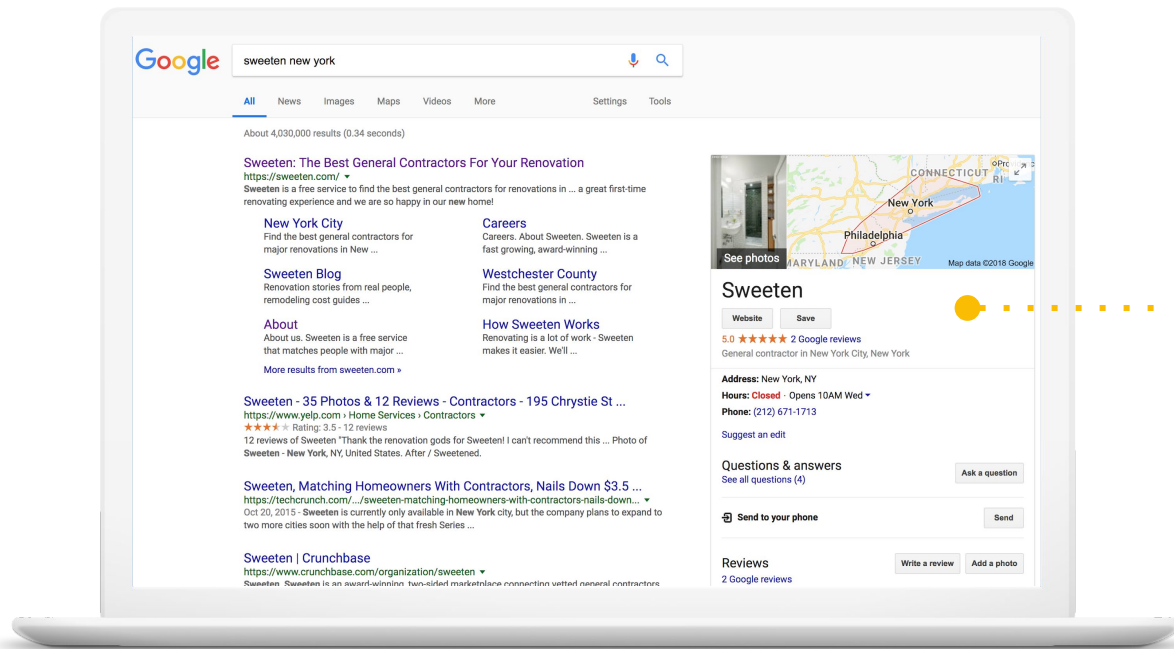 Google
sweeten new york
All News Images Maps Videos More Settings Tools
About 4,030,000 results (0.34 seconds)
Sweeten: The Best General Contractors For Your Renovation
https://sweeten.com/
Sweeten is a free service to find the best general contractors for renovations in ... a great first-time
renovating experience and we are so happy in our new home!
New York City
Find the best general contractors for
major renovations in New ...
Careers
Careers. About Sweeten. Sweeten is a
fast growing, award-winning ...
Sweeten Blog
Renovation stories from real people,
remodeling cost guides ...
Westchester County
Find the best general contractors for
major renovations in ...
About
About us. Sweeten is a free service
that matches people with major ...
How Sweeten Works
Renovating is a lot of work - Sweeten
makes it easier. We'll ...
More results from sweeten.com »
Sweeten - 35 Photos & 12 Reviews - Contractors - 195 Chrystie St ...
https://www.yelp.com › Home Services › Contractors
Rating: 3.5 - 12 reviews
12 reviews of Sweeten "Thank the renovation gods for Sweeten! I can't recommend this ... Photo of
Sweeten - New York, NY, United States. After / Sweetened.
Sweeten, Matching Homeowners With Contractors, Nails Down $3.5 ...
https://techcrunch.com/.../sweeten-matching-homeowners-with-contractors-nails-down...
Oct 20, 2015 - Sweeten is currently only available in New York city, but the company plans to expand to
two more cities soon with the help of that fresh Series ...
Sweeten | Crunchbase
https://www.crunchbase.com/organization/sweeten
Sweeten. Sweeten is an award-winning, two-sided marketplace connecting vetted general contractors
See photos
CONNECTICUT
RI
New York
Philadelphia
MARYLAND NEW JERSEY
Map data ©2018 Google
Sweeten
Website Save
5.0 2 Google reviews
General contractor in New York City, New York
Address: New York, NY
Hours: Closed · Opens 10AM Wed
Phone: (212) 671-1713
Suggest an edit
Questions & answers
See all questions (4)
Ask a question
Send to your phone
Send
Reviews
2 Google reviews
Write a review Add a photo